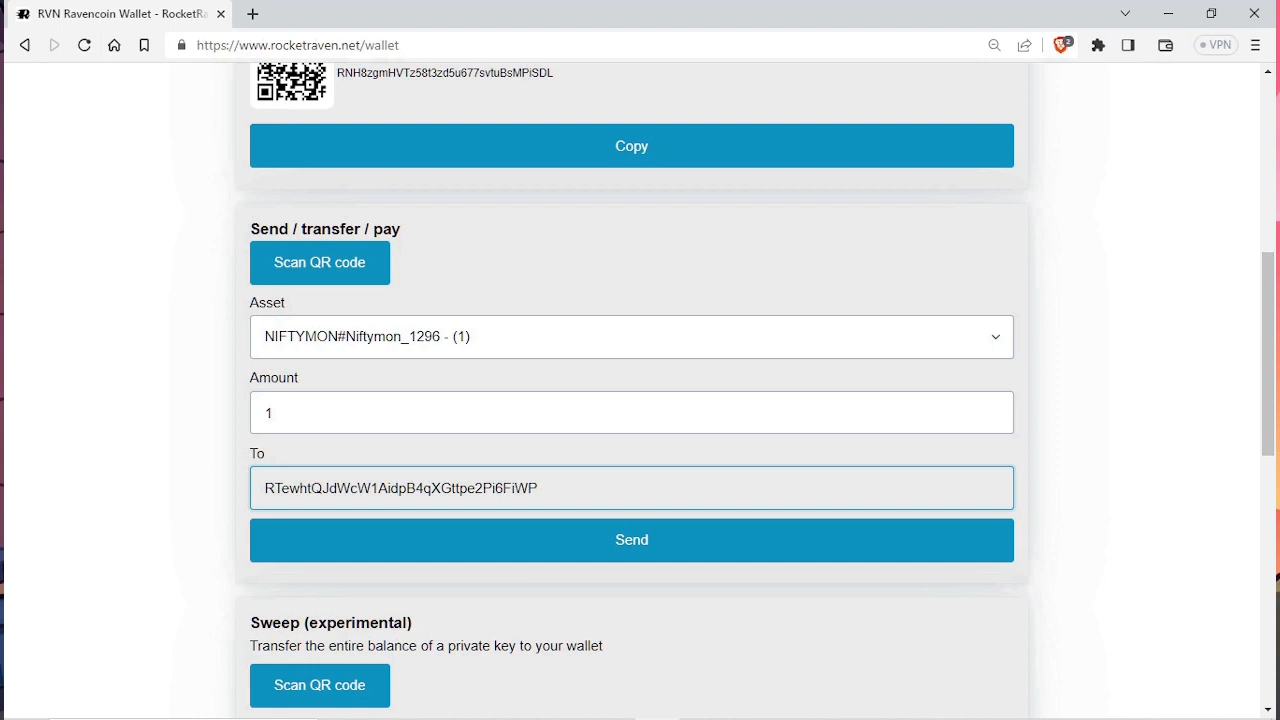 RVN Ravencoin Wallet - RocketRa
https://www.rocketraven.net/wallet
2
VPN
RNH8zgmHVTz58t3zd5u677svtuBsMPiSDL
Copy
Send / transfer / pay
Scan QR code
Asset
NIFTYMON#Niftymon_1296 - (1)
Amount
1
To
RTewhtQJdWcW1AidpB4qXGttpe2Pi6FiWP
Send
Sweep (experimental)
Transfer the entire balance of a private key to your wallet
Scan QR code